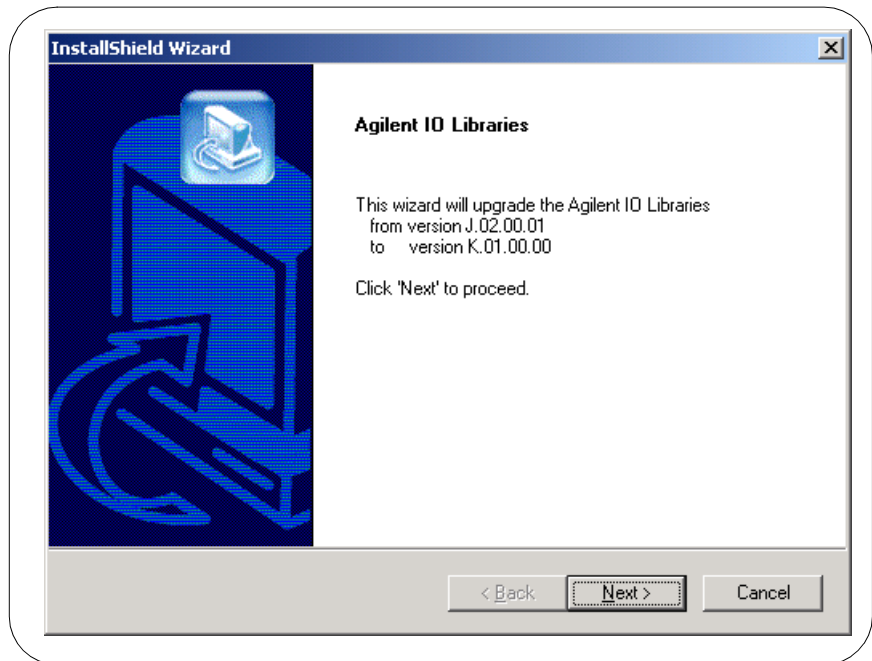 InstallShield Wizard
Agilent IO Libraries
This wizard will upgrade the Agilent IO Libraries
from version J.02.00.01
to version K.01.00.00
Click 'Next' to proceed.
< Back
Next >
Cancel